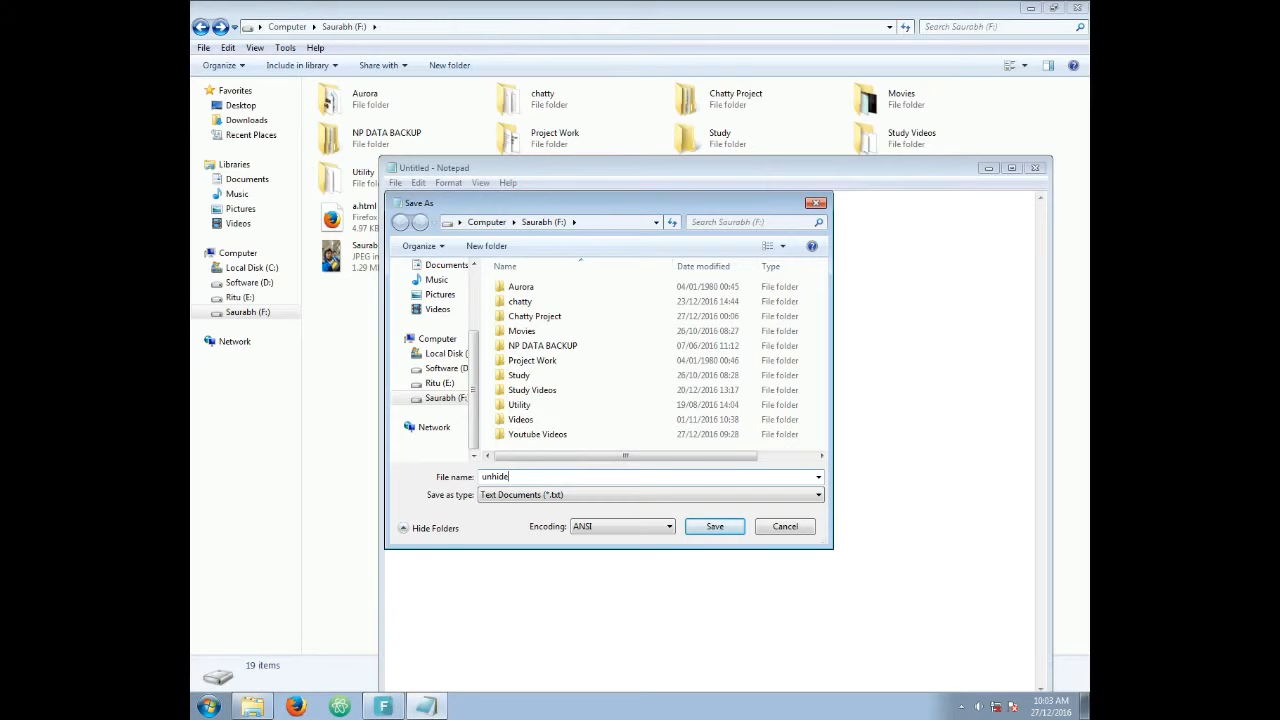 Computer ▸ Saurabh (F:) ▸
Search Saurabh (F:)
File Edit View Tools Help
Organize Include in library Share with New folder
Favorites
Desktop
Downloads
Recent Places
Libraries
Documents
Music
Pictures
Videos
Computer
Local Disk (C:)
Software (D:)
Ritu (E:)
Saurabh (F:)
Network
Aurora
File folder
chatty
File folder
Chatty Project
File folder
Movies
File folder
NP DATA BACKUP
File folder
Project Work
File folder
Study
File folder
Study Videos
File folder
Utility
File fol
a.html
Firefox
4.97 KB
Saurab
JPEG in
1.29 M
Untitled - Notepad
File Edit Format View Help
Save As
Computer ▸ Saurabh (F:) ▸
Search Saurabh (F:)
Organize New folder
Documents
Music
Pictures
Videos
Computer
Local Disk (
Software (D
Ritu (E:)
Saurabh (F:
Network
Name Date modified Type
Aurora 04/01/1980 00:45 File folder
chatty 23/12/2016 14:44 File folder
Chatty Project 27/12/2016 00:06 File folder
Movies 26/10/2016 08:27 File folder
NP DATA BACKUP 07/06/2016 11:12 File folder
Project Work 04/01/1980 00:46 File folder
Study 26/10/2016 08:28 File folder
Study Videos 20/12/2016 13:17 File folder
Utility 19/08/2016 14:04 File folder
Videos 01/11/2016 10:38 File folder
Youtube Videos 27/12/2016 09:28 File folder
File name: unhide
Save as type: Text Documents (*.txt)
Hide Folders
Encoding: ANSI Save Cancel
19 items
F
10:03 AM
27/12/2016